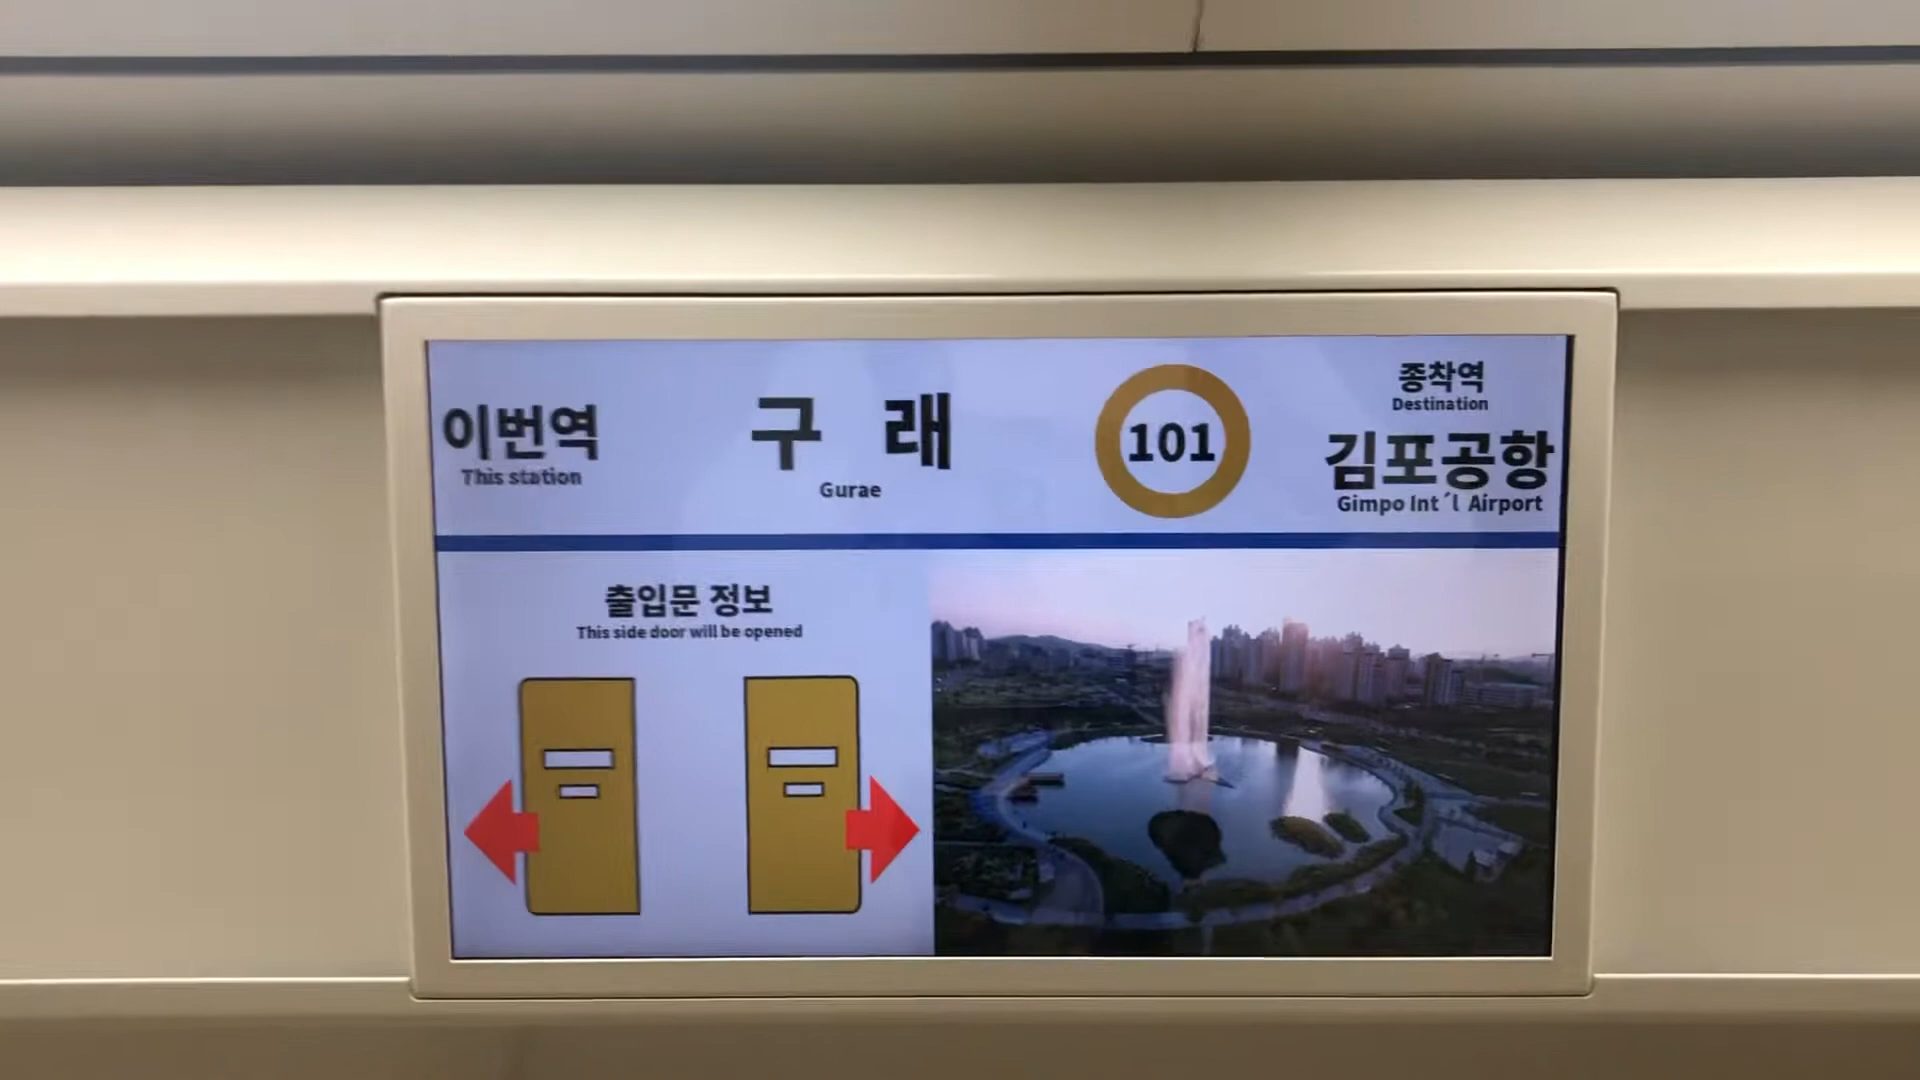 이번역
This station
구 래
Gurae
101
종착역
Destination
김포공항
Gimpo Int´l Airport
출입문 정보
This side door will be opened